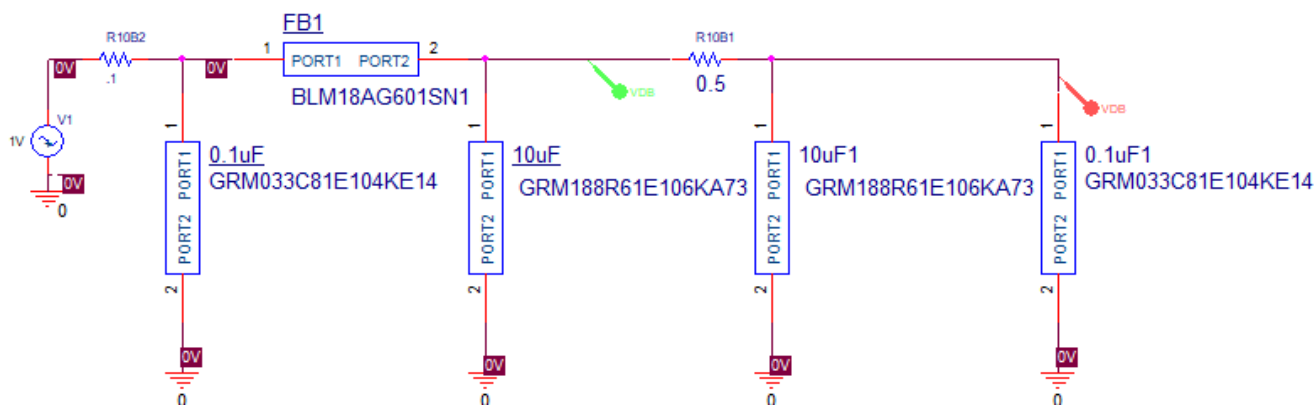 FB1
R10B2
.1
0V
0V
1
PORT1 PORT2
2
BLM18AG601SN1
VDB
R10B1
0.5
VDB
V1
1V
0V
0
1
PORT1
PORT2
2
0.1uF
GRM033C81E104KE14
0V
0
1
PORT1
PORT2
2
10uF
GRM188R61E106KA73
0V
0
1
PORT1
PORT2
2
10uF1
GRM188R61E106KA73
0V
0
1
PORT1
PORT2
2
0.1uF1
GRM033C81E104KE14
0V
0